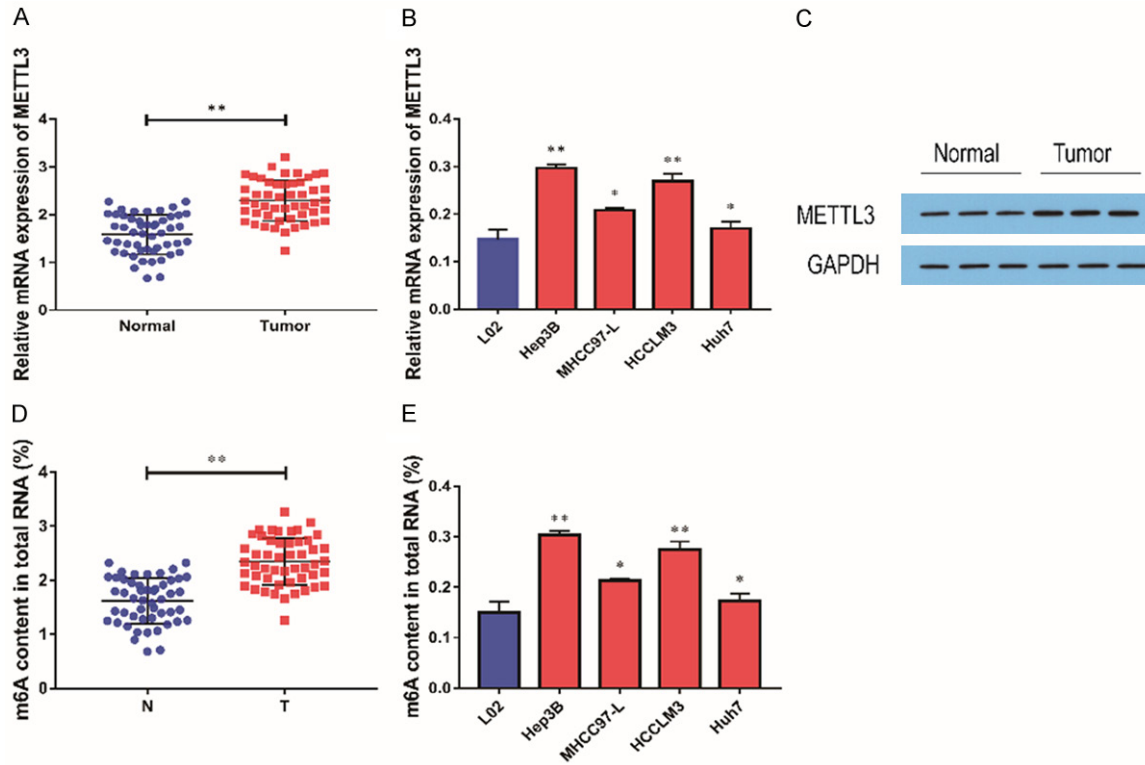 A
Relative mRNA expression of METTL3
4
3
2
1
0
**
Normal
Tumor
B
Relative mRNA expression of METTL3
0.4
0.3
0.2
0.1
0.0
**
*
**
*
L02
Hep3B
MHCC97-L
HCCLM3
Huh7
C
Normal Tumor
METTL3
GAPDH
D
m6A content in total RNA (%)
4
3
2
1
0
**
N
T
E
m6A content in total RNA (%)
0.4
0.3
0.2
0.1
0.0
**
*
**
*
L02
Hep3B
MHCC97-L
HCCLM3
Huh7